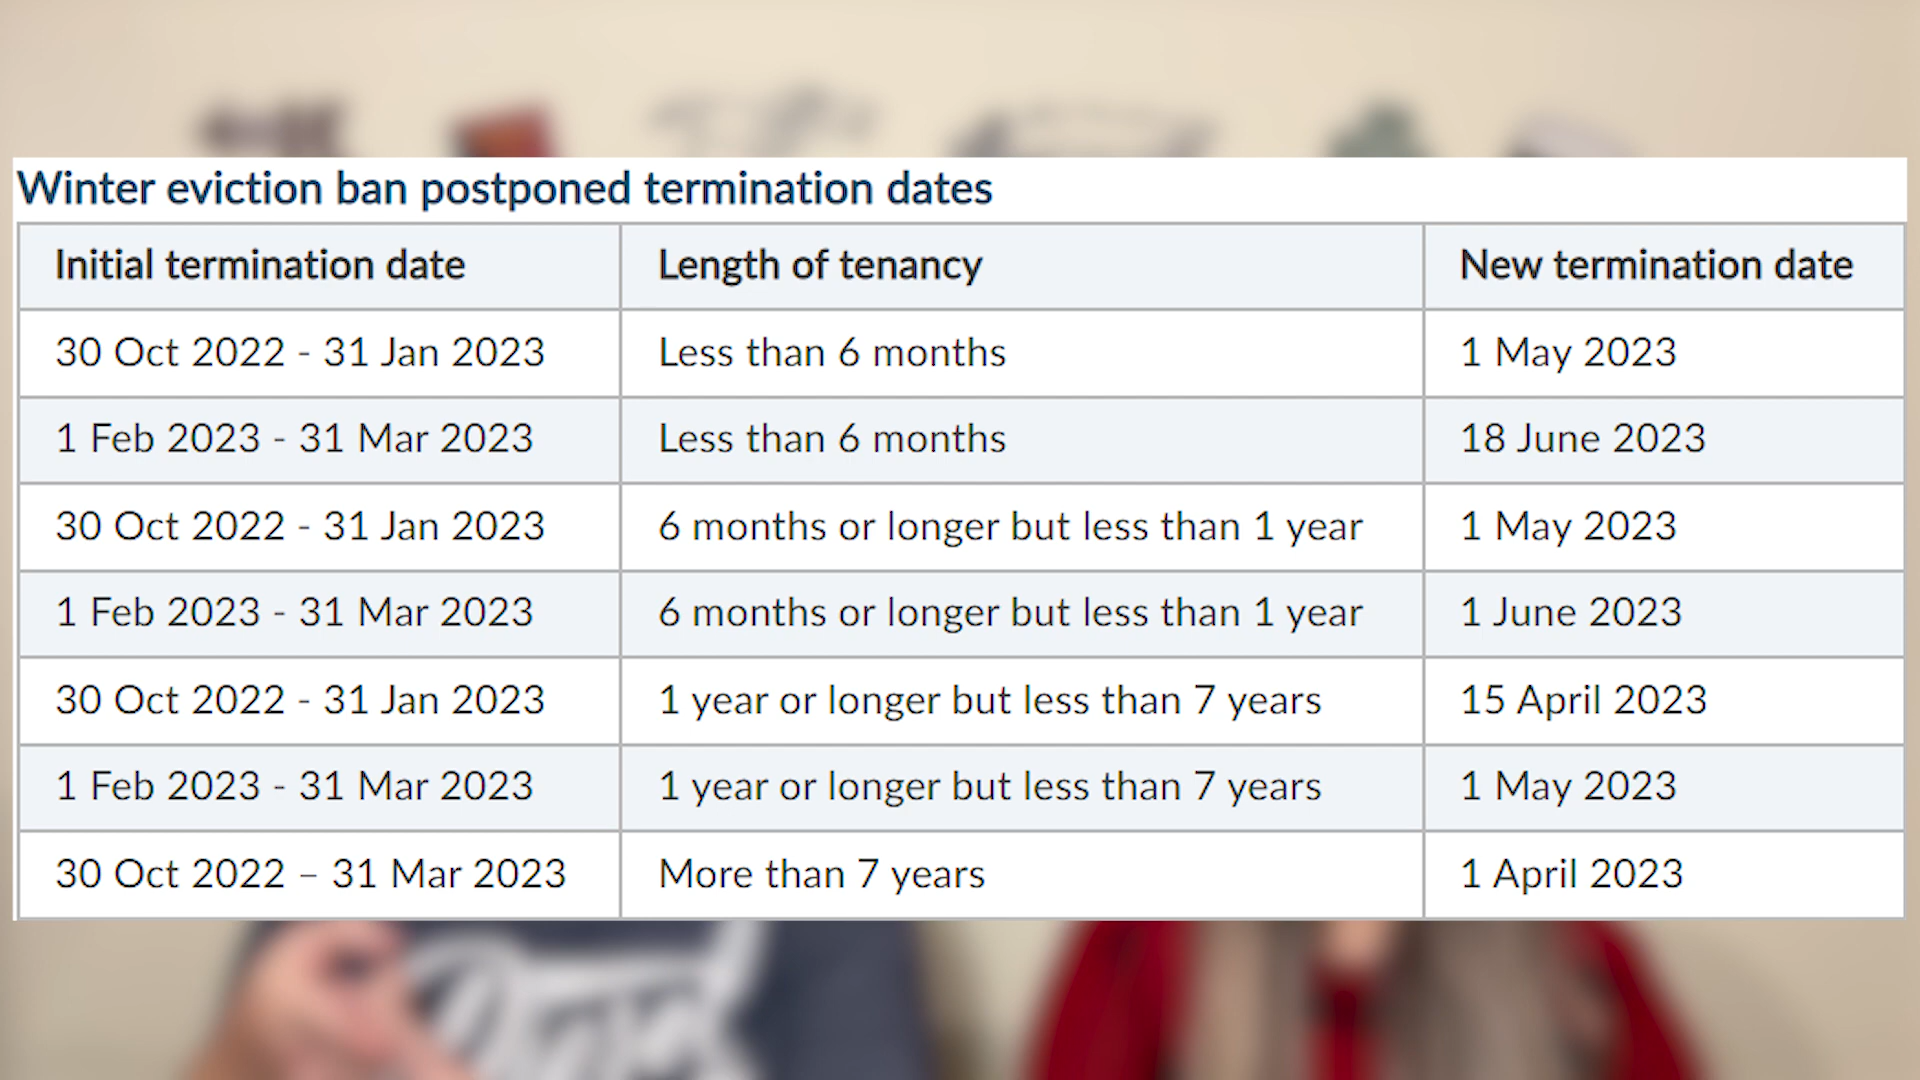 Winter eviction ban postponed termination dates
Initial termination date Length of tenancy New termination date
30 Oct 2022 - 31 Jan 2023 Less than 6 months 1 May 2023
1 Feb 2023 - 31 Mar 2023 Less than 6 months 18 June 2023
30 Oct 2022 - 31 Jan 2023 6 months or longer but less than 1 year 1 May 2023
1 Feb 2023 - 31 Mar 2023 6 months or longer but less than 1 year 1 June 2023
30 Oct 2022 - 31 Jan 2023 1 year or longer but less than 7 years 15 April 2023
1 Feb 2023 - 31 Mar 2023 1 year or longer but less than 7 years 1 May 2023
30 Oct 2022 – 31 Mar 2023 More than 7 years 1 April 2023